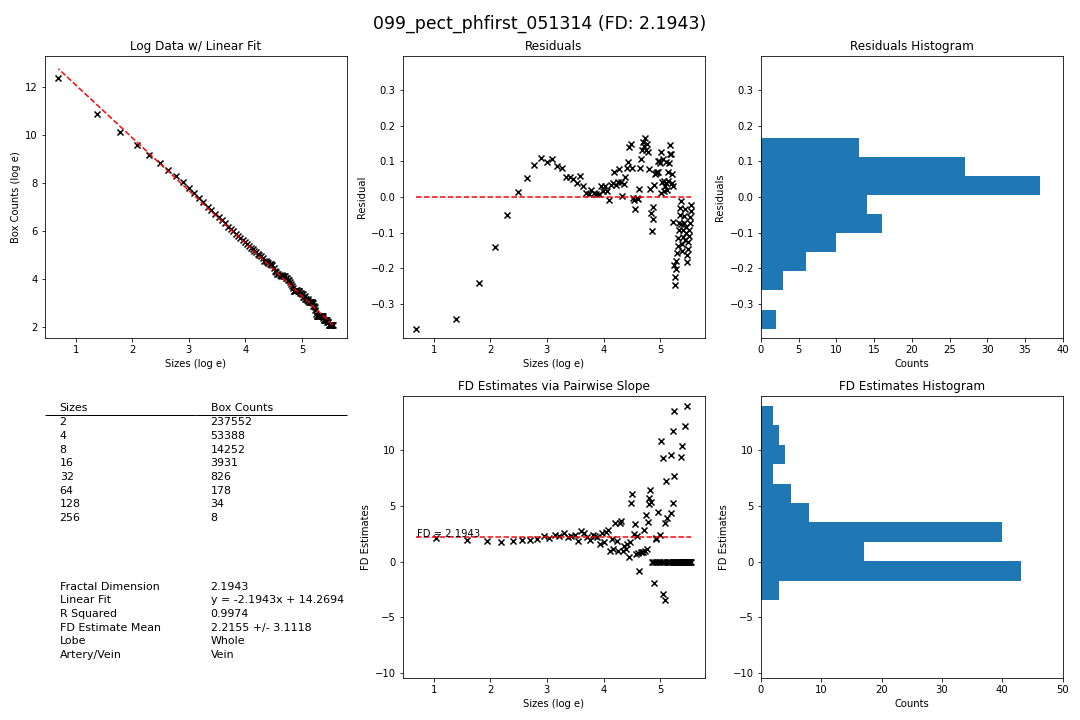 099_pect_phfirst_051314 (FD: 2.1943)
Log Data w/ Linear Fit
Box Counts (log e)
12
10
8
6
4
2
1 2 3 4 5
Sizes (log e)
Residuals
Residual
0.3
0.2
0.1
0.0
−0.1
−0.2
−0.3
1 2 3 4 5
Sizes (log e)
Residuals Histogram
Residuals
0.3
0.2
0.1
0.0
−0.1
−0.2
−0.3
0 5 10 15 20 25 30 35 40
Counts
Sizes Box Counts
2 237552
4 53388
8 14252
16 3931
32 826
64 178
128 34
256 8
Fractal Dimension 2.1943
Linear Fit y = -2.1943x + 14.2694
R Squared 0.9974
FD Estimate Mean 2.2155 +/- 3.1118
Lobe Whole
Artery/Vein Vein
FD Estimates via Pairwise Slope
FD Estimates
10
5
0
−5
−10
FD = 2.1943
1 2 3 4 5
Sizes (log e)
FD Estimates Histogram
FD Estimates
10
5
0
−5
−10
0 10 20 30 40 50
Counts